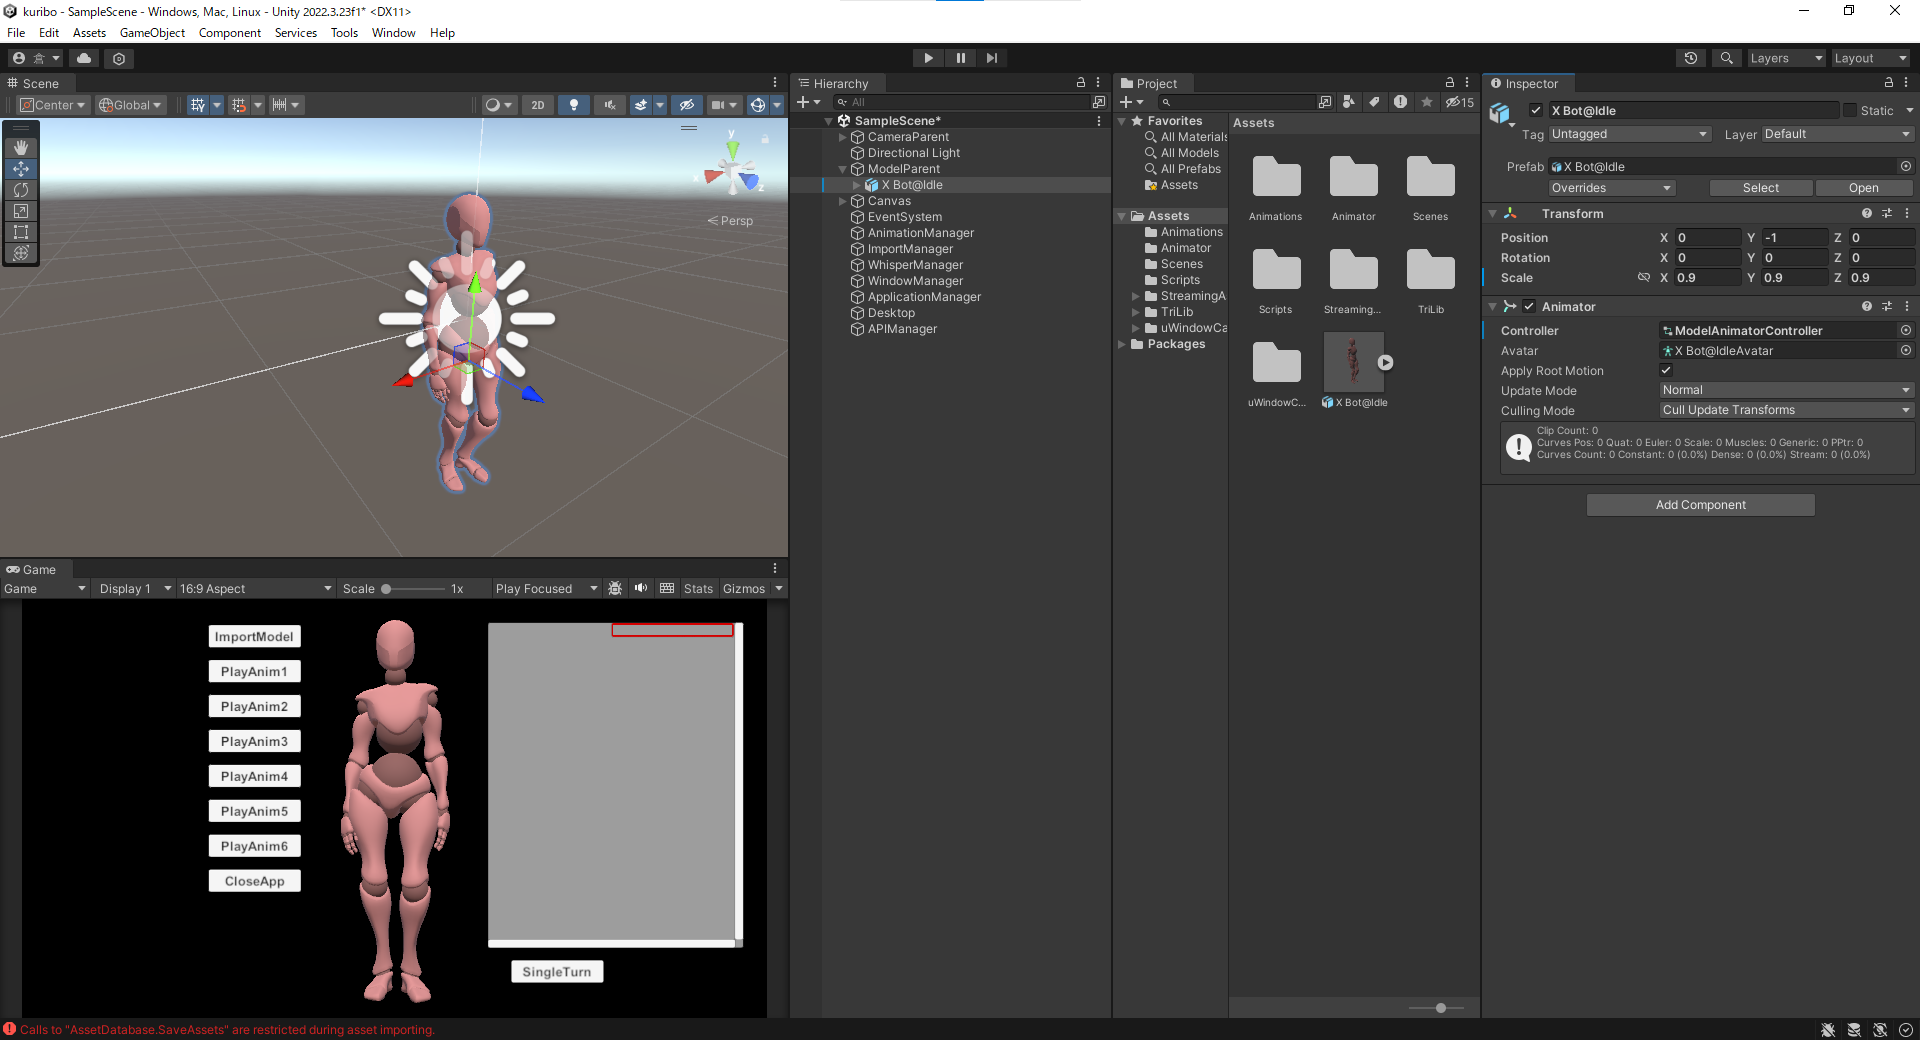 kuribo - SampleScene - Windows, Mac, Linux - Unity 2022.3.23f1* <DX11>
File Edit Assets GameObject Component Services Tools Window Help
Layers Layout
Scene
Center Global 2D
y
x
z
Persp
Game
Game Display 1 16:9 Aspect Scale 1x Play Focused Stats Gizmos
ImportModel
PlayAnim1
PlayAnim2
PlayAnim3
PlayAnim4
PlayAnim5
PlayAnim6
CloseApp
SingleTurn
Hierarchy
All
SampleScene*
CameraParent
Directional Light
ModelParent
X Bot@Idle
Canvas
EventSystem
AnimationManager
ImportManager
WhisperManager
WindowManager
ApplicationManager
Desktop
APIManager
Project
15
Favorites
All Materials
All Models
All Prefabs
Assets
Assets
Animations
Animator
Scenes
Scripts
StreamingA
TriLib
uWindowCa
Packages
Assets
Animations Animator Scenes
Scripts Streaming... TriLib
uWindowC... X Bot@Idle
Inspector
X Bot@Idle Static
Tag Untagged Layer Default
Prefab X Bot@Idle
Overrides Select Open
Transform
Position X 0 Y -1 Z 0
Rotation X 0 Y 0 Z 0
Scale X 0.9 Y 0.9 Z 0.9
Animator
Controller ModelAnimatorController
Avatar X Bot@IdleAvatar
Apply Root Motion
Update Mode Normal
Culling Mode Cull Update Transforms
Clip Count: 0
Curves Pos: 0 Quat: 0 Euler: 0 Scale: 0 Muscles: 0 Generic: 0 PPtr: 0
Curves Count: 0 Constant: 0 (0.0%) Dense: 0 (0.0%) Stream: 0 (0.0%)
Add Component
Calls to "AssetDatabase.SaveAssets" are restricted during asset importing.